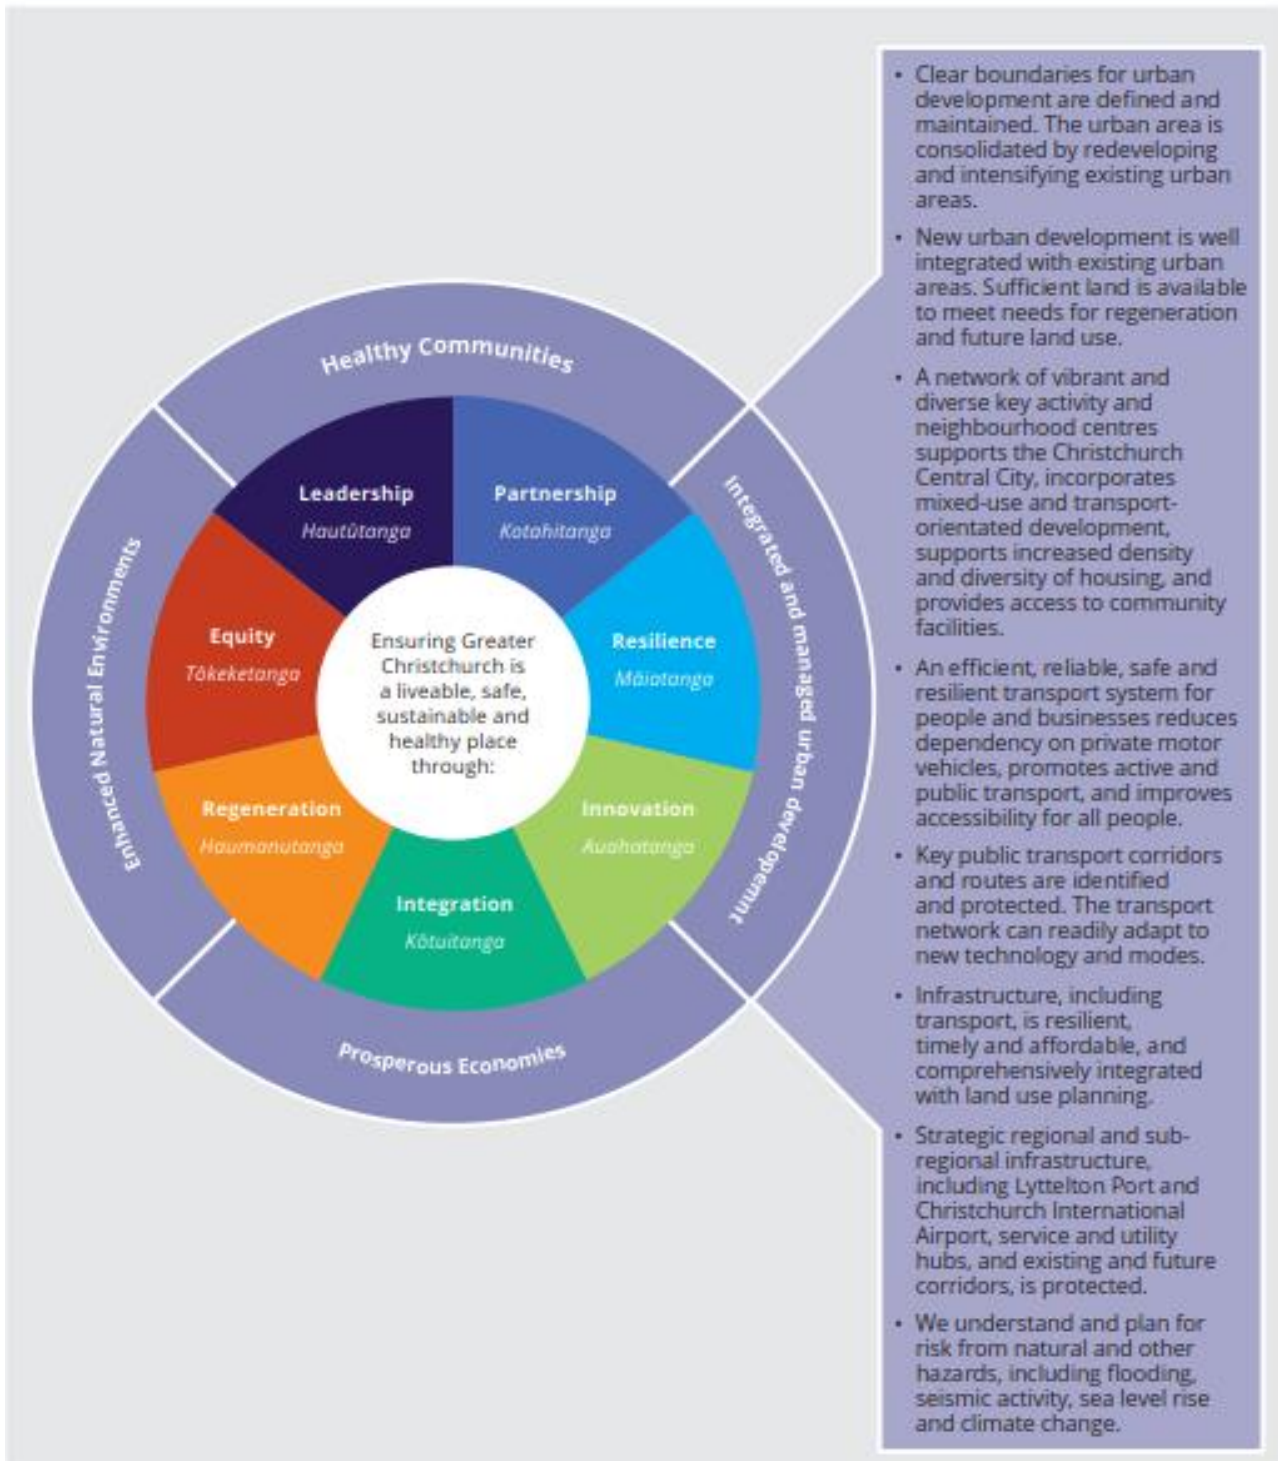 Healthy Communities
Leadership
Hautūtanga
Partnership
Kotahitanga
Equity
Tōkeketanga
Resilience
Māiatanga
Ensuring Greater
Christchurch is
a liveable, safe,
sustainable and
healthy place
through:
Regeneration
Haumanutanga
Innovation
Auahatanga
Integration
Kōtuitanga
Enhanced Natural Environments
Integrated and managed urban developemnt
Prosperous Economies
• Clear boundaries for urban
development are defined and
maintained. The urban area is
consolidated by redeveloping
and intensifying existing urban
areas.
• New urban development is well
integrated with existing urban
areas. Sufficient land is available
to meet needs for regeneration
and future land use.
• A network of vibrant and
diverse key activity and
neighbourhood centres
supports the Christchurch
Central City, incorporates
mixed-use and transport-
orientated development,
supports increased density
and diversity of housing, and
provides access to community
facilities.
• An efficient, reliable, safe and
resilient transport system for
people and businesses reduces
dependency on private motor
vehicles, promotes active and
public transport, and improves
accessibility for all people.
• Key public transport corridors
and routes are identified
and protected. The transport
network can readily adapt to
new technology and modes.
• Infrastructure, including
transport, is resilient,
timely and affordable, and
comprehensively integrated
with land use planning.
• Strategic regional and sub-
regional infrastructure,
including Lyttelton Port and
Christchurch International
Airport, service and utility
hubs, and existing and future
corridors, is protected.
• We understand and plan for
risk from natural and other
hazards, including flooding,
seismic activity, sea level rise
and climate change.